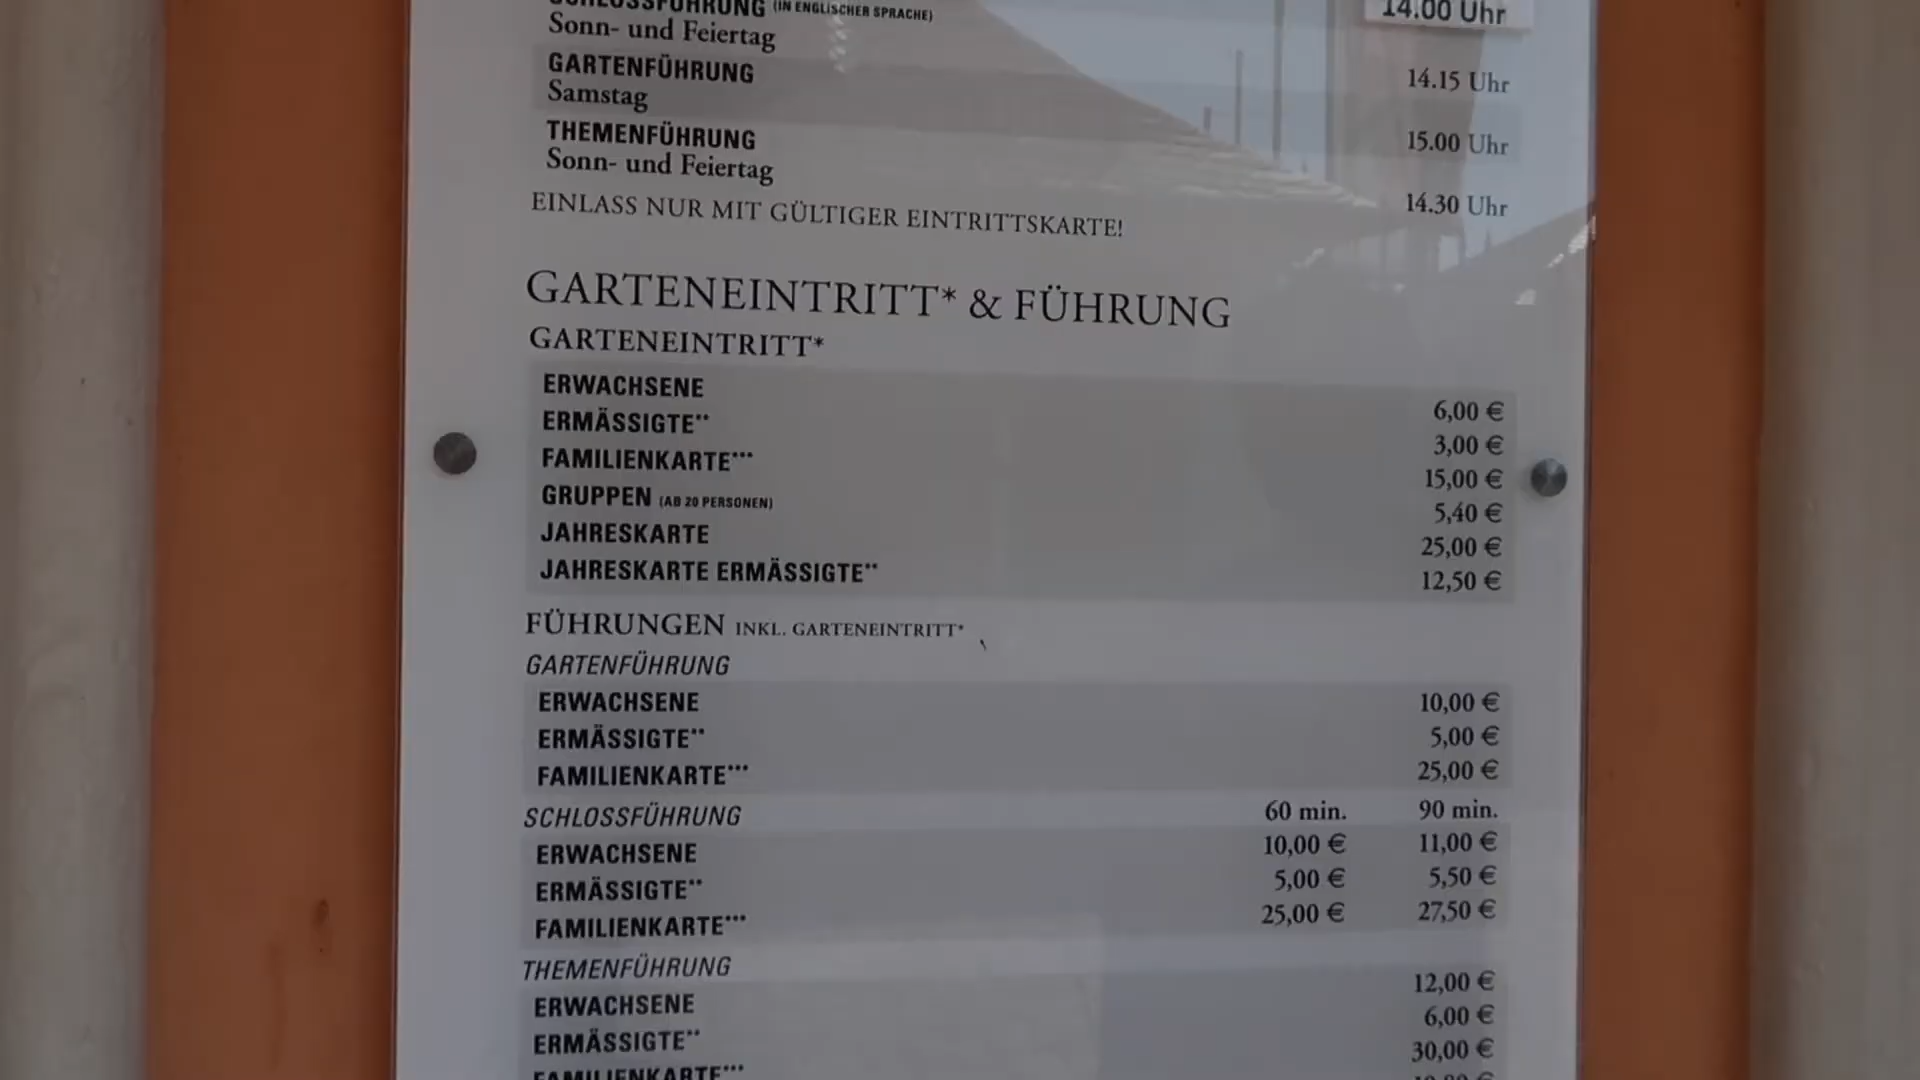 SCHLOSSFÜHRUNG (IN ENGLISCHER SPRACHE) 14.00 Uhr
Sonn- und Feiertag
GARTENFÜHRUNG 14.15 Uhr
Samstag
THEMENFÜHRUNG 15.00 Uhr
Sonn- und Feiertag
14.30 Uhr
EINLASS NUR MIT GÜLTIGER EINTRITTSKARTE!
GARTENEINTRITT* & FÜHRUNG
GARTENEINTRITT*
ERWACHSENE 6,00 €
ERMÄSSIGTE** 3,00 €
FAMILIENKARTE*** 15,00 €
GRUPPEN (AB 20 PERSONEN) 5,40 €
JAHRESKARTE 25,00 €
JAHRESKARTE ERMÄSSIGTE** 12,50 €
FÜHRUNGEN INKL. GARTENEINTRITT*
GARTENFÜHRUNG
ERWACHSENE 10,00 €
ERMÄSSIGTE** 5,00 €
FAMILIENKARTE*** 25,00 €
SCHLOSSFÜHRUNG 60 min. 90 min.
ERWACHSENE 10,00 € 11,00 €
ERMÄSSIGTE** 5,00 € 5,50 €
FAMILIENKARTE*** 25,00 € 27,50 €
THEMENFÜHRUNG
ERWACHSENE 12,00 €
ERMÄSSIGTE** 6,00 €
FAMILIENKARTE*** 30,00 €